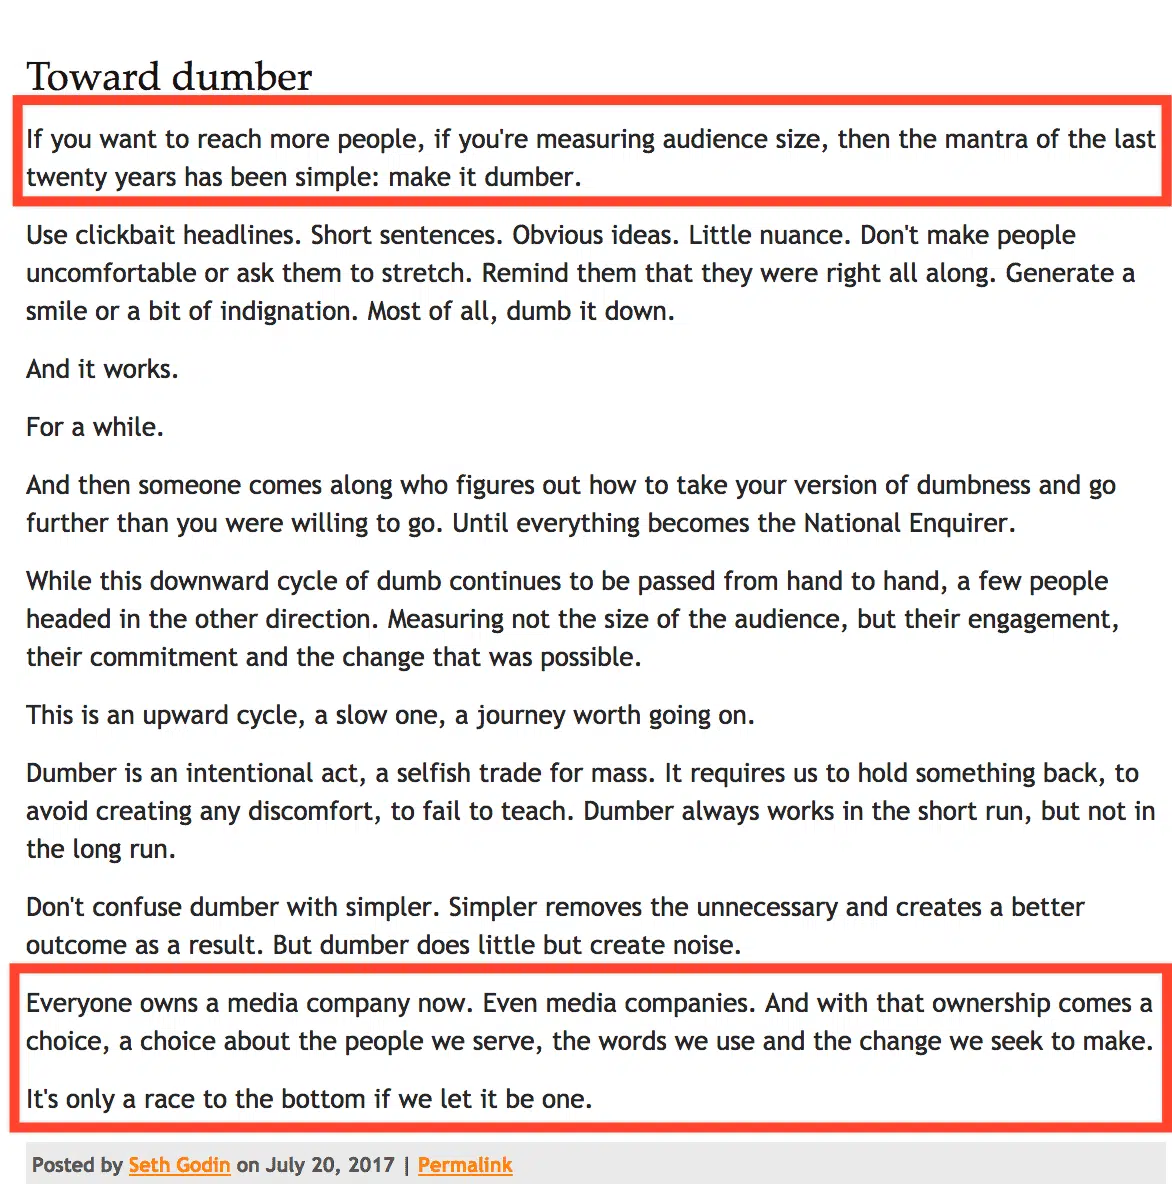 Toward dumber
If you want to reach more people, if you're measuring audience size, then the mantra of the last
twenty years has been simple: make it dumber.
Use clickbait headlines. Short sentences. Obvious ideas. Little nuance. Don't make people
uncomfortable or ask them to stretch. Remind them that they were right all along. Generate a
smile or a bit of indignation. Most of all, dumb it down.
And it works.
For a while.
And then someone comes along who figures out how to take your version of dumbness and go
further than you were willing to go. Until everything becomes the National Enquirer.
While this downward cycle of dumb continues to be passed from hand to hand, a few people
headed in the other direction. Measuring not the size of the audience, but their engagement,
their commitment and the change that was possible.
This is an upward cycle, a slow one, a journey worth going on.
Dumber is an intentional act, a selfish trade for mass. It requires us to hold something back, to
avoid creating any discomfort, to fail to teach. Dumber always works in the short run, but not in
the long run.
Don't confuse dumber with simpler. Simpler removes the unnecessary and creates a better
outcome as a result. But dumber does little but create noise.
Everyone owns a media company now. Even media companies. And with that ownership comes a
choice, a choice about the people we serve, the words we use and the change we seek to make.
It's only a race to the bottom if we let it be one.
Posted by Seth Godin on July 20, 2017 | Permalink